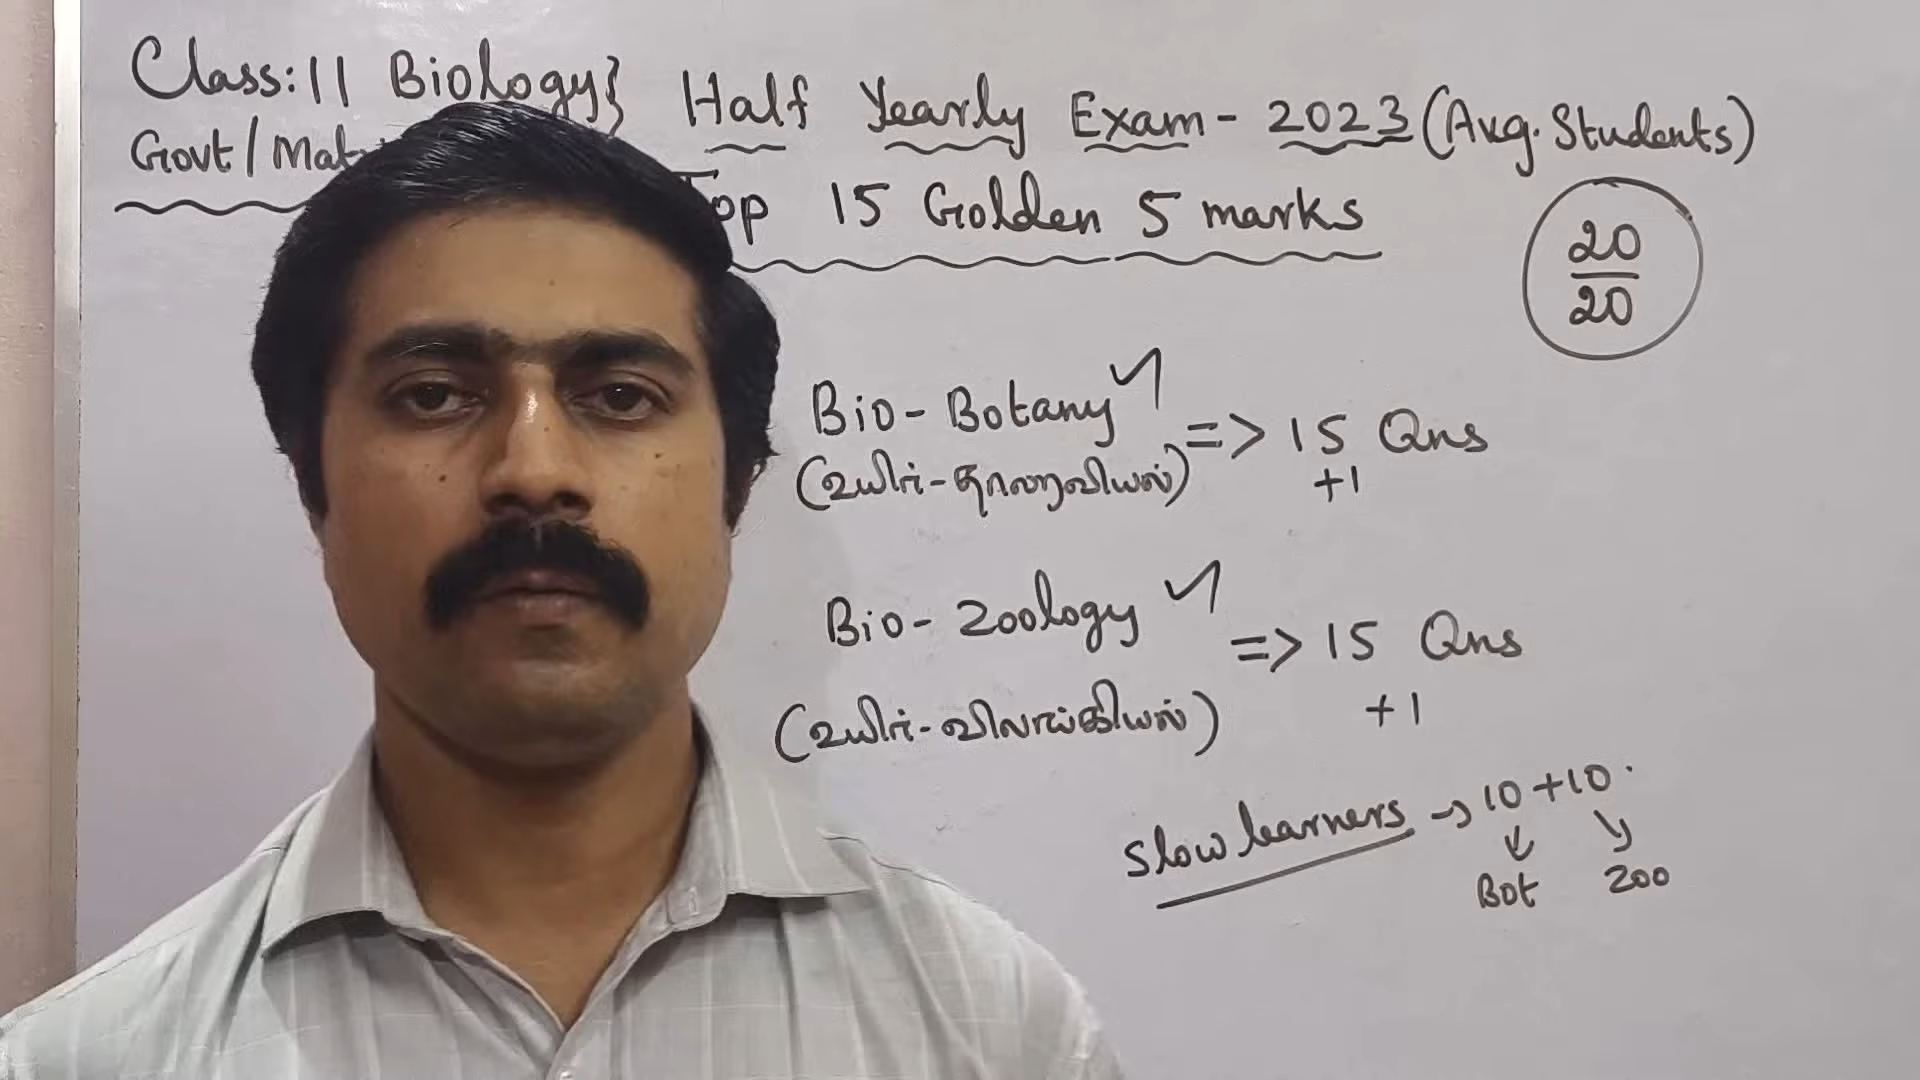 Class:11 Biology} Half Yearly Exam - 2023 (Avg. Students)
Govt / Mat
Top 15 Golden 5 marks
20
20
Bio - Botany => 15 Qns
(உயிர் - தாவரவியல்) +1
Bio - Zoology => 15 Qns
(உயிர் - விலங்கியல்) +1
Slow learners → 10 + 10
Bot Zoo